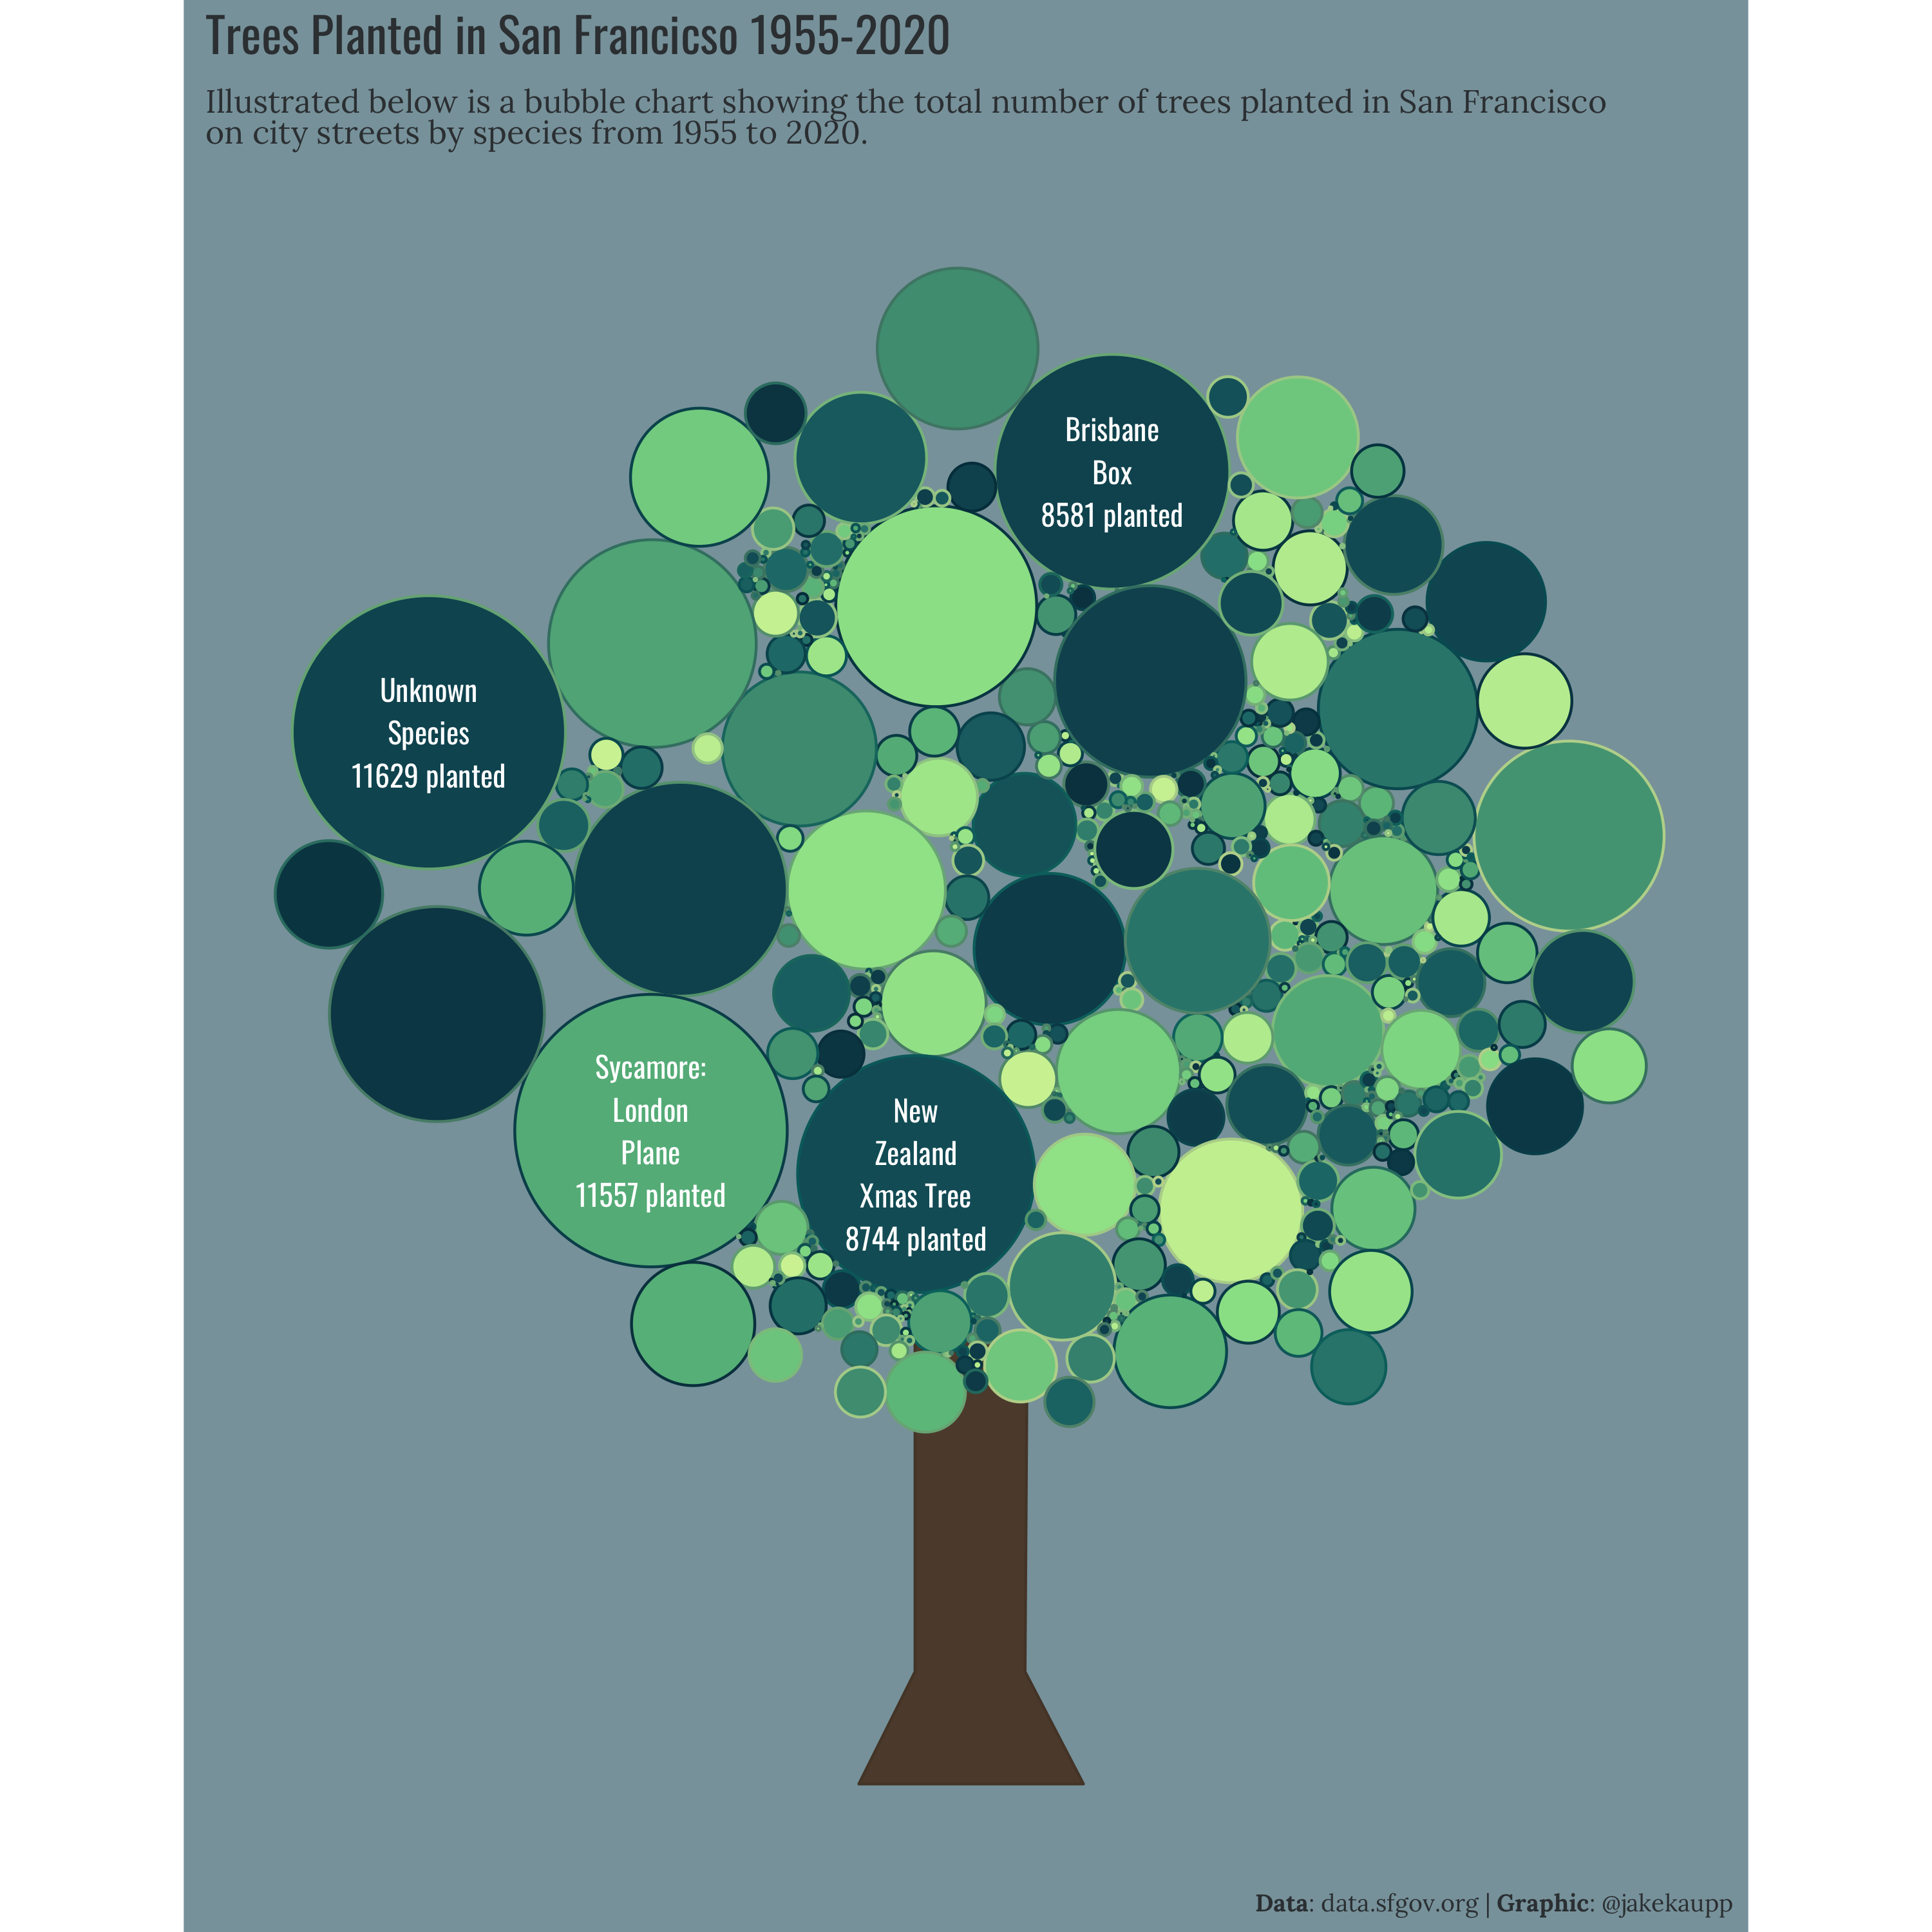 Trees Planted in San Francicso 1955-2020
Illustrated below is a bubble chart showing the total number of trees planted in San Francisco
on city streets by species from 1955 to 2020.
Brisbane
Box
8581 planted
Unknown
Species
11629 planted
Sycamore:
London
Plane
11557 planted
New
Zealand
Xmas Tree
8744 planted
Data: data.sfgov.org | Graphic: @jakekaupp